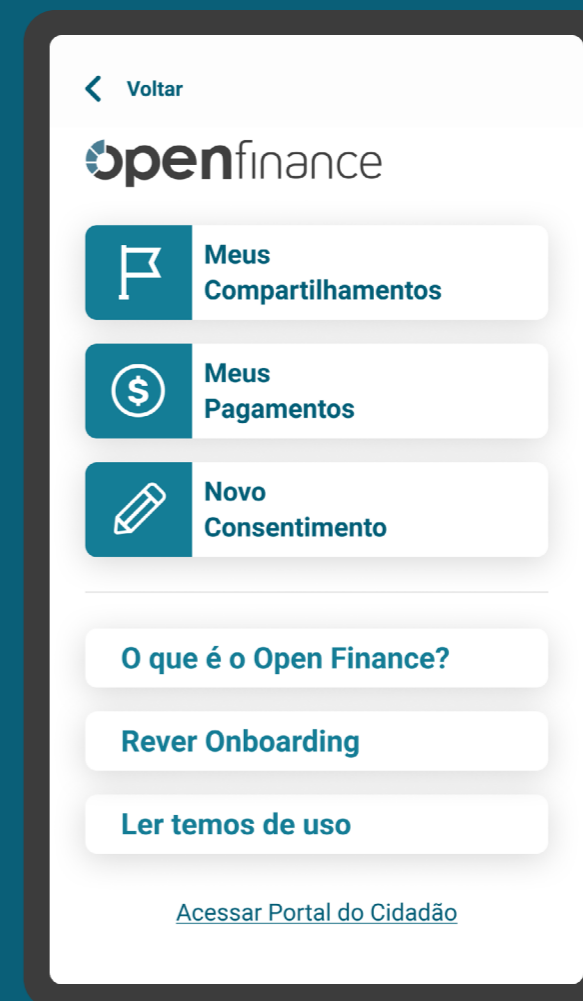 Voltar
openfinance
Meus
Compartilhamentos
$
Meus
Pagamentos
Novo
Consentimento
O que é o Open Finance?
Rever Onboarding
Ler temos de uso
Acessar Portal do Cidadão